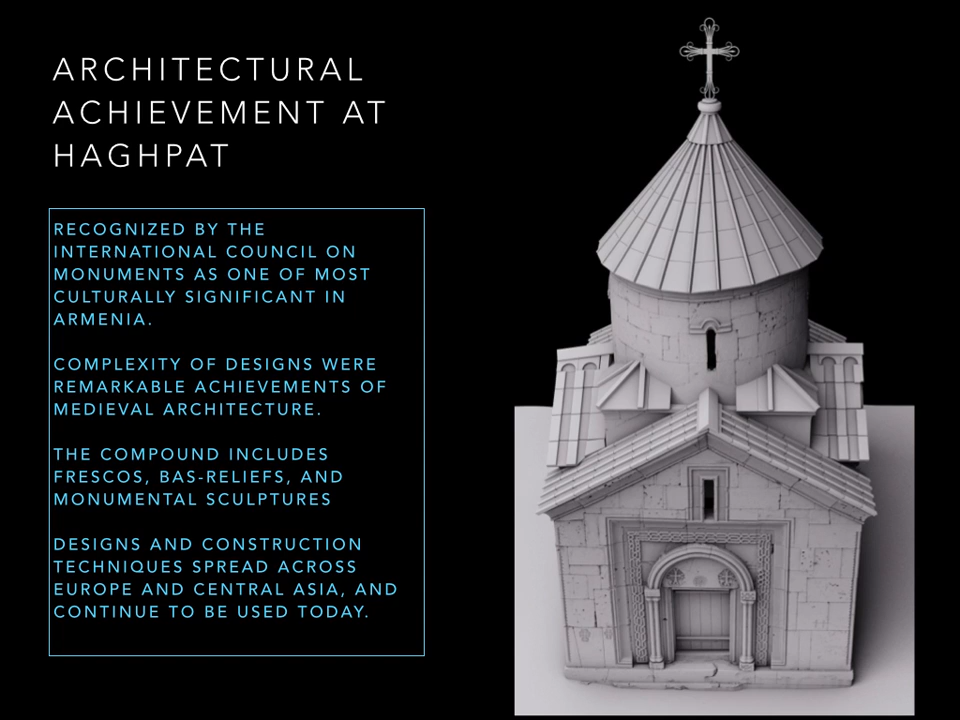 ARCHITECTURAL
ACHIEVEMENT AT
HAGHPAT
RECOGNIZED BY THE
INTERNATIONAL COUNCIL ON
MONUMENTS AS ONE OF MOST
CULTURALLY SIGNIFICANT IN
ARMENIA.
COMPLEXITY OF DESIGNS WERE
REMARKABLE ACHIEVEMENTS OF
MEDIEVAL ARCHITECTURE.
THE COMPOUND INCLUDES
FRESCOS, BAS-RELIEFS, AND
MONUMENTAL SCULPTURES
DESIGNS AND CONSTRUCTION
TECHNIQUES SPREAD ACROSS
EUROPE AND CENTRAL ASIA, AND
CONTINUE TO BE USED TODAY.